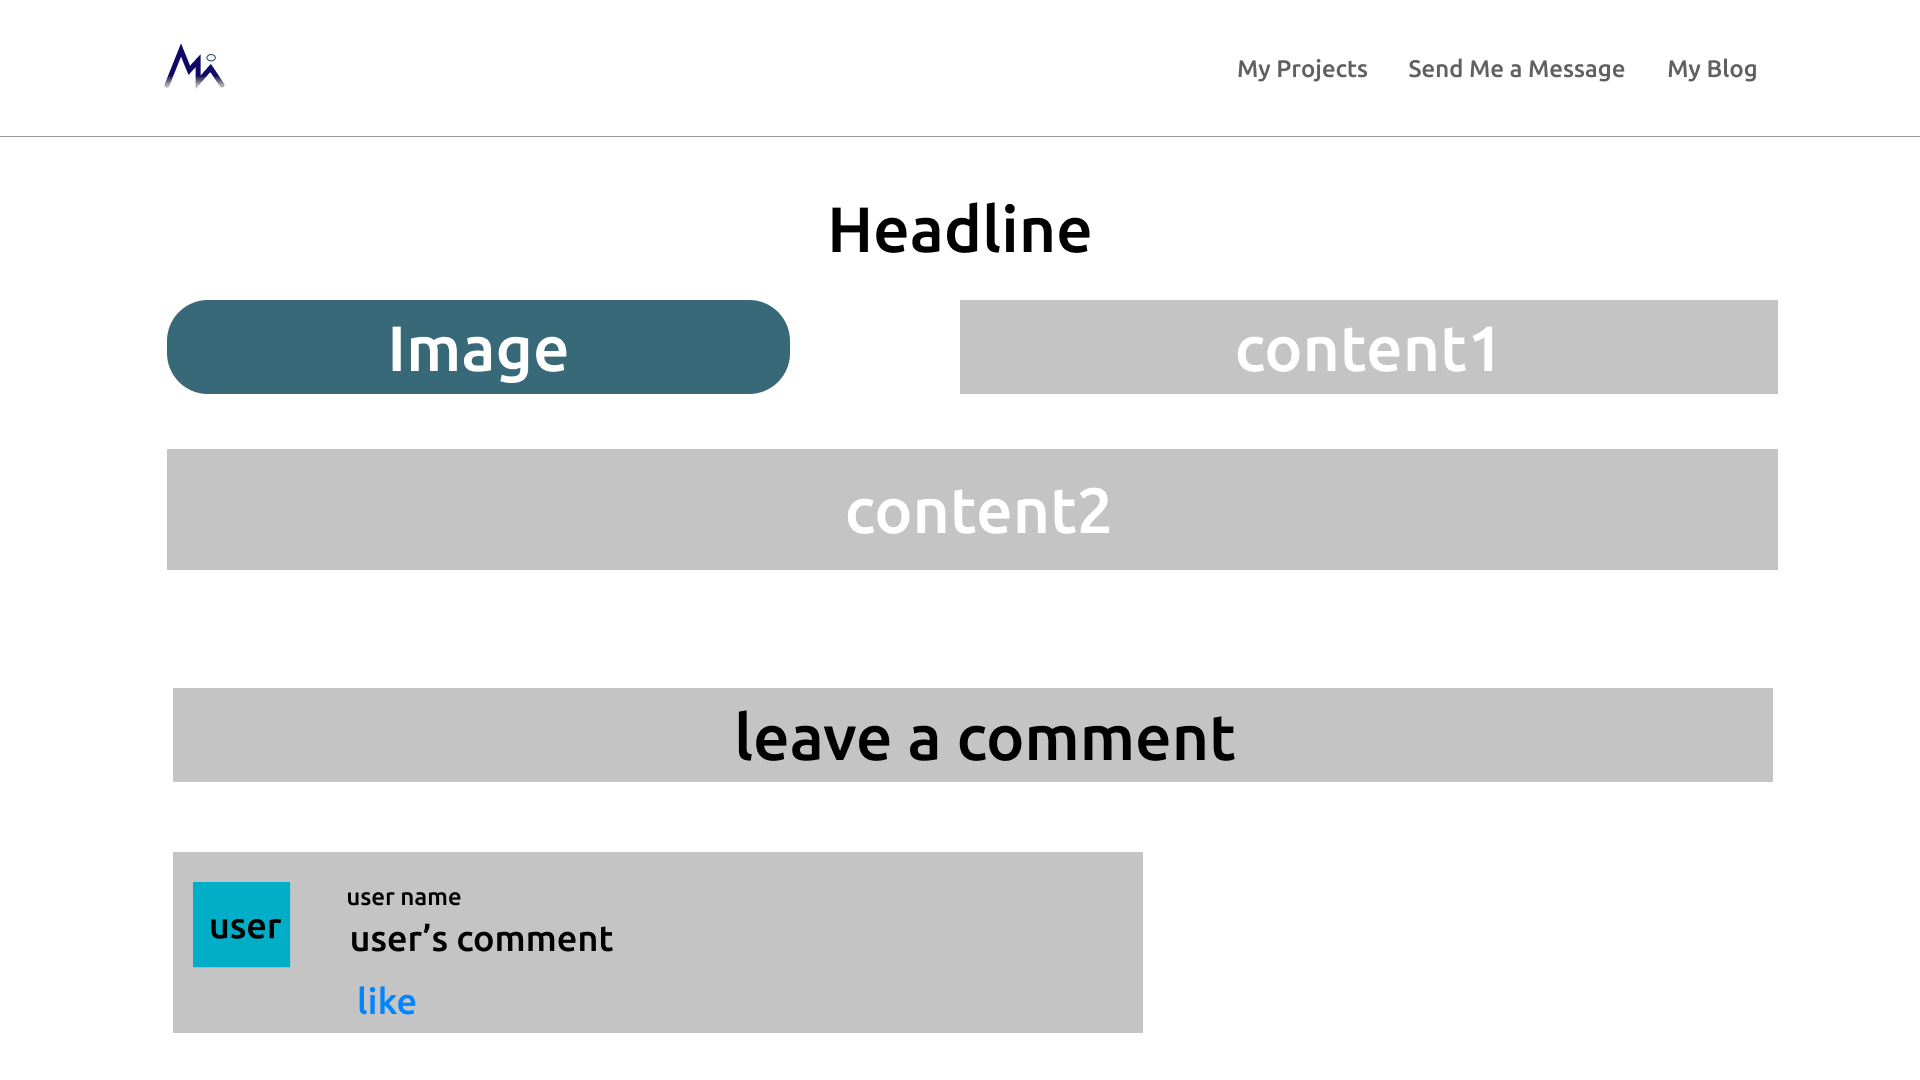 My Projects Send Me a Message My Blog
Headline
Image
content1
content2
leave a comment
user
user name
user’s comment
like